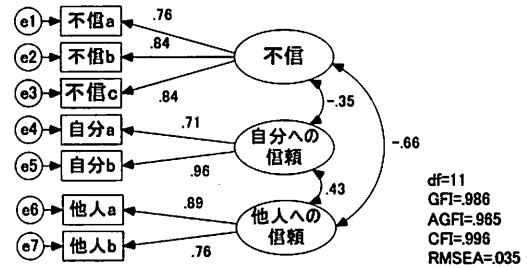 e1 不信a .76
e2 不信b .84 不信
e3 不信c .84
-.35
e4 自分a .71 自分への
信頼
e5 自分b .96
-.66
.43
e6 他人a .89 他人への
信頼
e7 他人b .76
df=11
GFI=.986
AGFI=.965
CFI=.996
RMSEA=.035